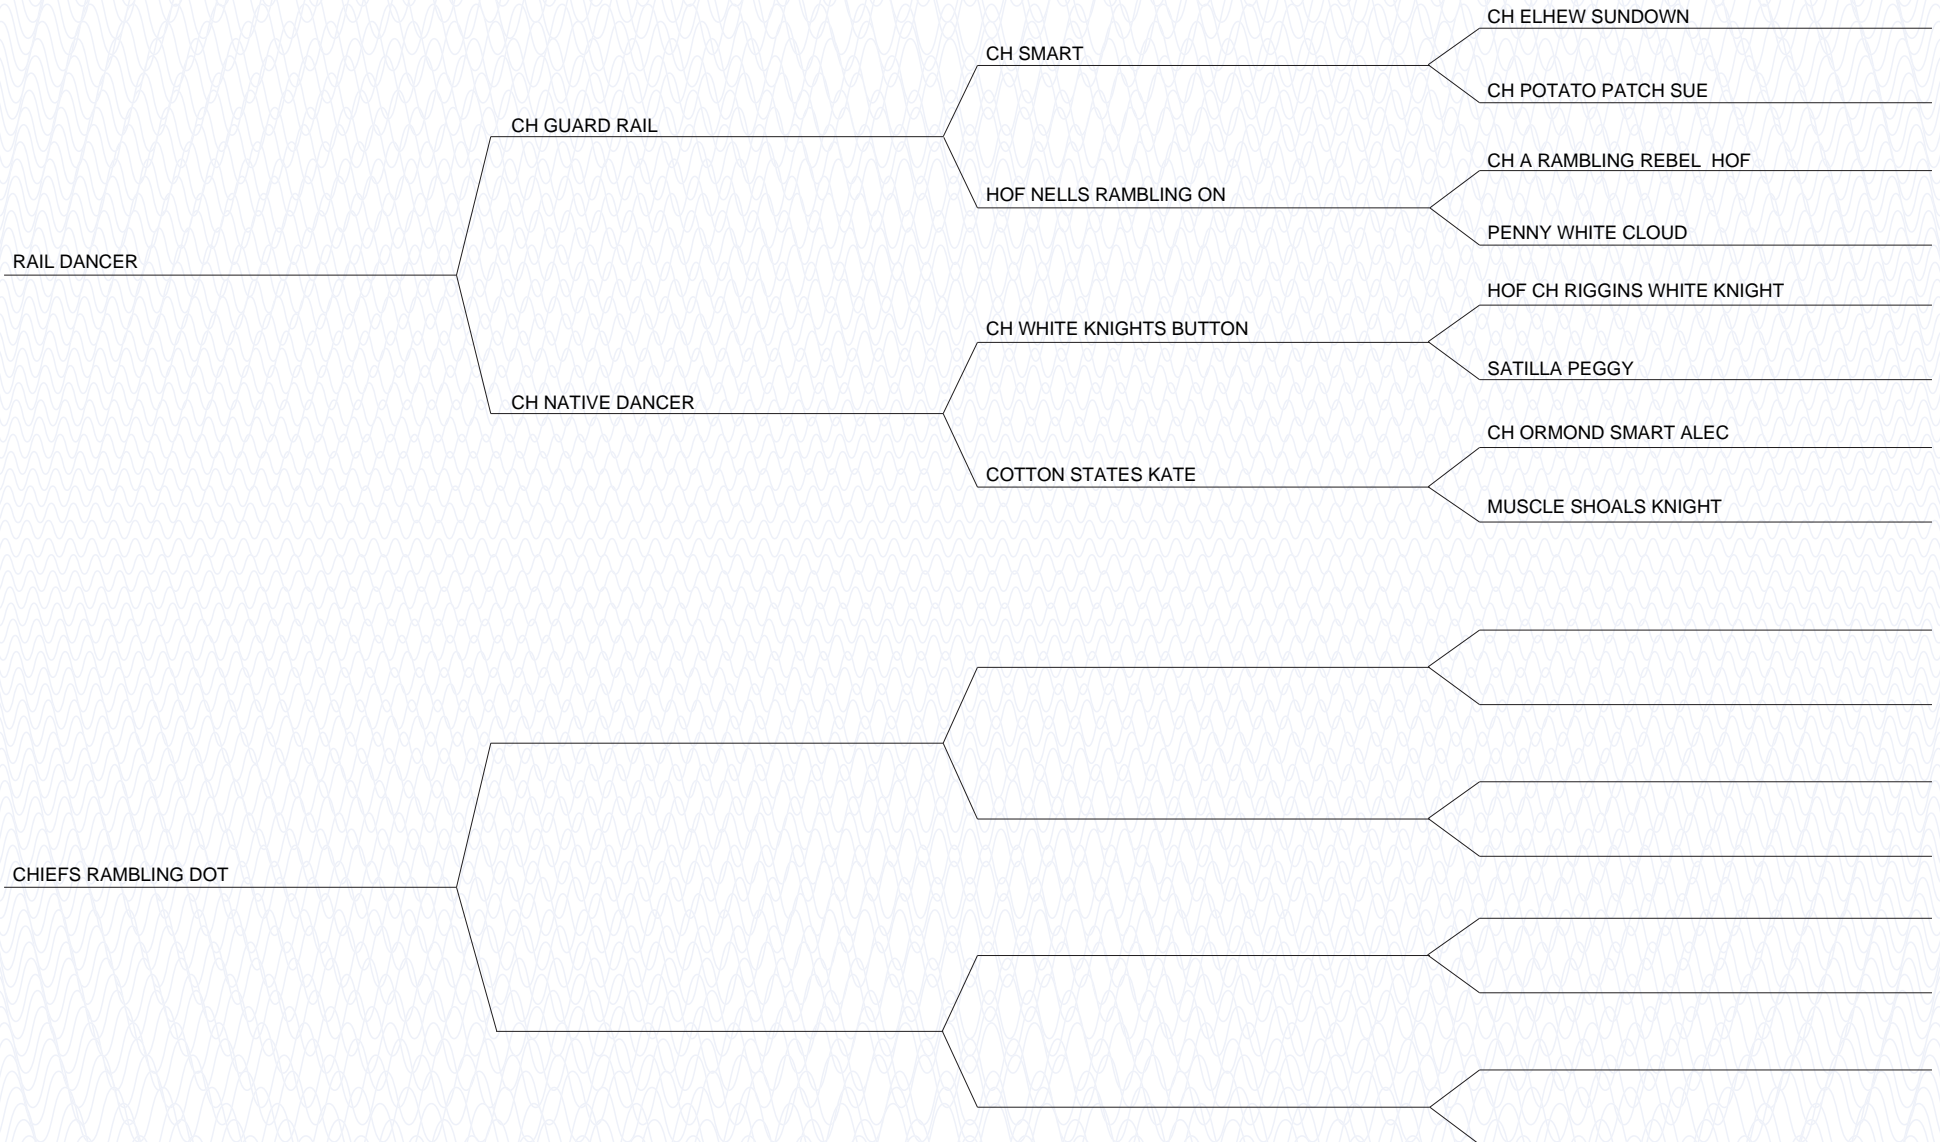 CH ELHEW SUNDOWN
CH SMART
CH POTATO PATCH SUE
CH GUARD RAIL
CH A RAMBLING REBEL  HOF
HOF NELLS RAMBLING ON
PENNY WHITE CLOUD
RAIL DANCER
HOF CH RIGGINS WHITE KNIGHT
CH WHITE KNIGHTS BUTTON
SATILLA PEGGY
CH NATIVE DANCER
CH ORMOND SMART ALEC
COTTON STATES KATE
MUSCLE SHOALS KNIGHT
CHIEFS RAMBLING DOT